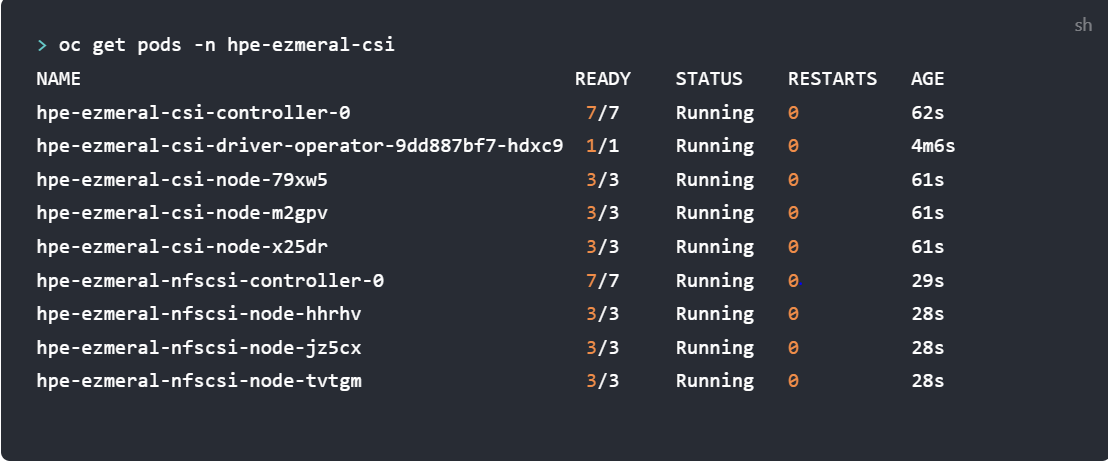 sh
> oc get pods -n hpe-ezmeral-csi
NAME READY STATUS RESTARTS AGE
hpe-ezmeral-csi-controller-0 7/7 Running 0 62s
hpe-ezmeral-csi-driver-operator-9dd887bf7-hdxc9 1/1 Running 0 4m6s
hpe-ezmeral-csi-node-79xw5 3/3 Running 0 61s
hpe-ezmeral-csi-node-m2gpv 3/3 Running 0 61s
hpe-ezmeral-csi-node-x25dr 3/3 Running 0 61s
hpe-ezmeral-nfscsi-controller-0 7/7 Running 0 29s
hpe-ezmeral-nfscsi-node-hhrhv 3/3 Running 0 28s
hpe-ezmeral-nfscsi-node-jz5cx 3/3 Running 0 28s
hpe-ezmeral-nfscsi-node-tvtgm 3/3 Running 0 28s